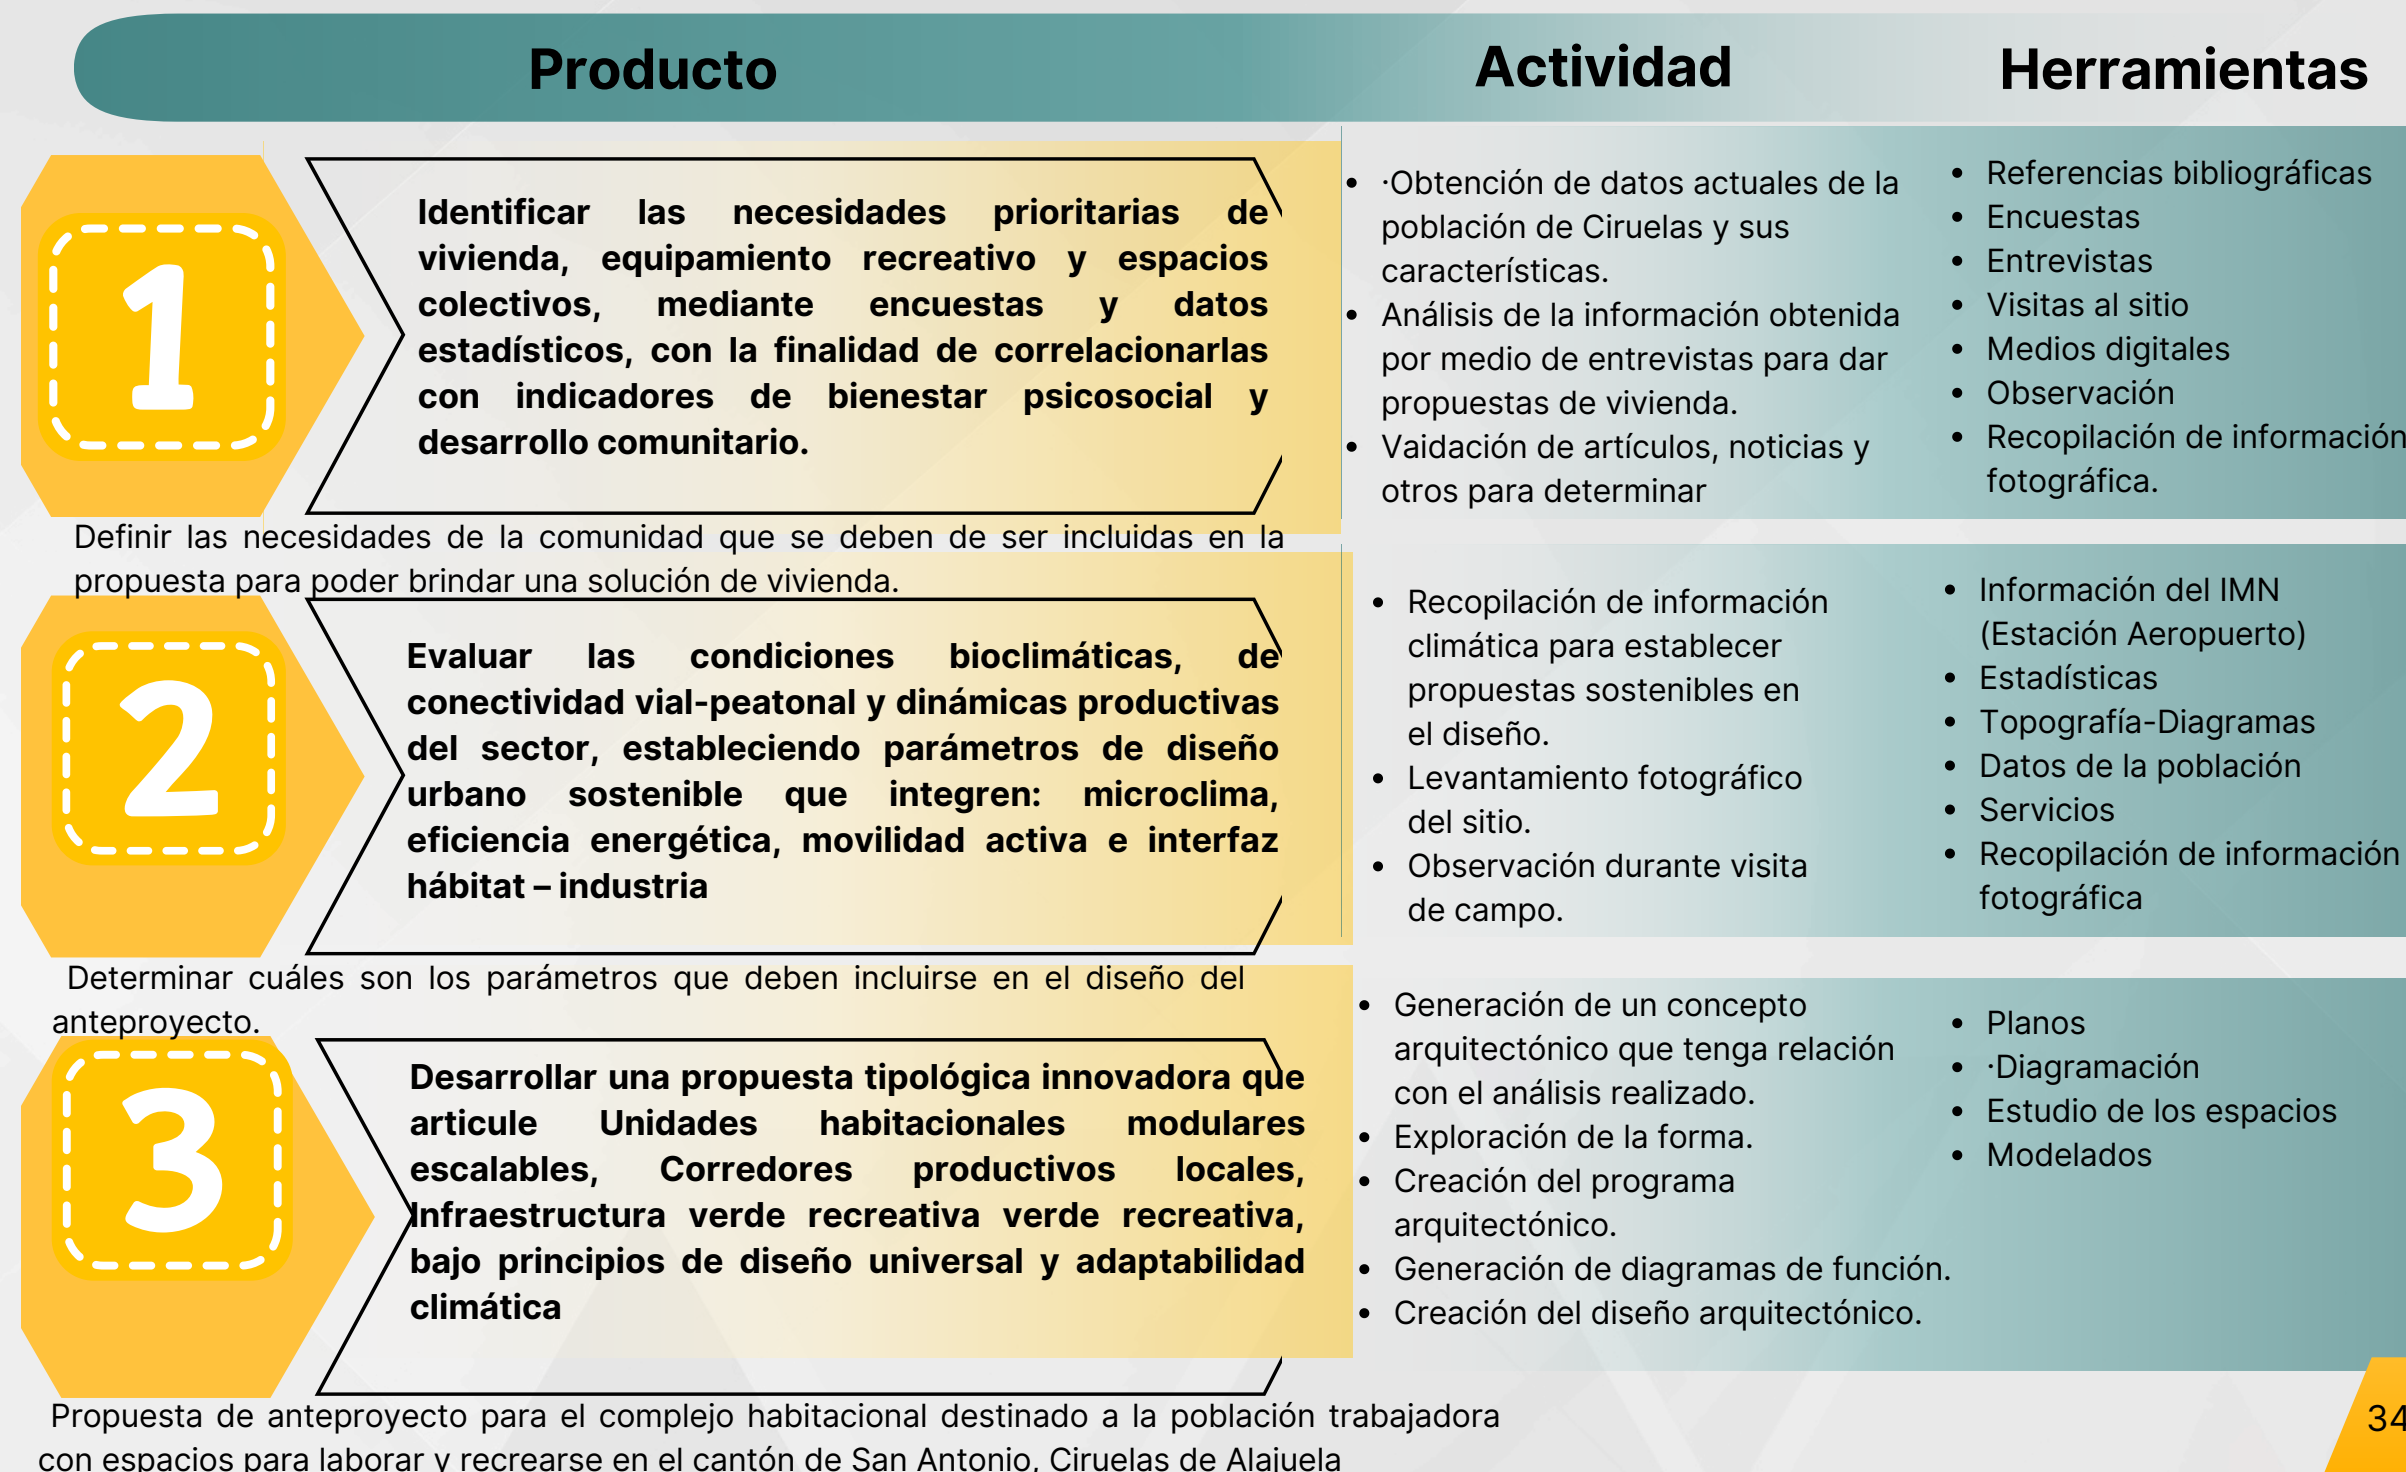 Producto
Actividad
Herramientas
1
Identificar las necesidades prioritarias de
vivienda, equipamiento recreativo y espacios
colectivos, mediante encuestas y datos
estadísticos, con la finalidad de correlacionarlas
con indicadores de bienestar psicosocial y
desarrollo comunitario.
• ·Obtención de datos actuales de la
población de Ciruelas y sus
características.
• Análisis de la información obtenida
por medio de entrevistas para dar
propuestas de vivienda.
• Vaidación de artículos, noticias y
otros para determinar
• Referencias bibliográficas
• Encuestas
• Entrevistas
• Visitas al sitio
• Medios digitales
• Observación
• Recopilación de información
fotográfica.
Definir las necesidades de la comunidad que se deben de ser incluidas en la
propuesta para poder brindar una solución de vivienda.
2
Evaluar las condiciones bioclimáticas, de
conectividad vial-peatonal y dinámicas productivas
del sector, estableciendo parámetros de diseño
urbano sostenible que integren: microclima,
eficiencia energética, movilidad activa e interfaz
hábitat – industria
• Recopilación de información
climática para establecer
propuestas sostenibles en
el diseño.
• Levantamiento fotográfico
del sitio.
• Observación durante visita
de campo.
• Información del IMN
(Estación Aeropuerto)
• Estadísticas
• Topografía-Diagramas
• Datos de la población
• Servicios
• Recopilación de información
fotográfica
Determinar cuáles son los parámetros que deben incluirse en el diseño del
anteproyecto.
3
Desarrollar una propuesta tipológica innovadora que
articule Unidades habitacionales modulares
escalables, Corredores productivos locales,
Infraestructura verde recreativa verde recreativa,
bajo principios de diseño universal y adaptabilidad
climática
• Generación de un concepto
arquitectónico que tenga relación
con el análisis realizado.
• Exploración de la forma.
• Creación del programa
arquitectónico.
• Generación de diagramas de función.
• Creación del diseño arquitectónico.
• Planos
• ·Diagramación
• Estudio de los espacios
• Modelados
Propuesta de anteproyecto para el complejo habitacional destinado a la población trabajadora
con espacios para laborar y recrearse en el cantón de San Antonio, Ciruelas de Alajuela
34